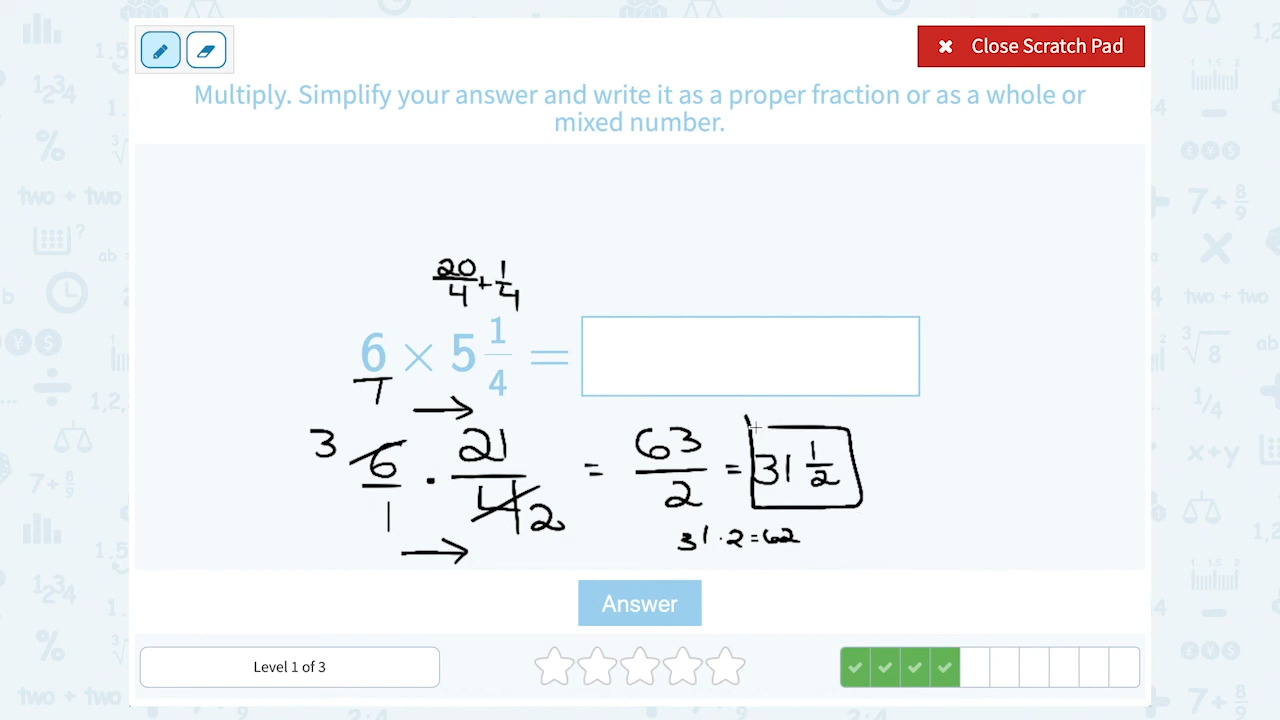 Close Scratch Pad
Multiply. Simplify your answer and write it as a proper fraction or as a whole or
mixed number.
20/4 + 1/4
6 × 5 1/4 =
1
3 6/1 · 21/4 2 = 63/2 = 31 1/2
31 · 2 = 62
Answer
Level 1 of 3